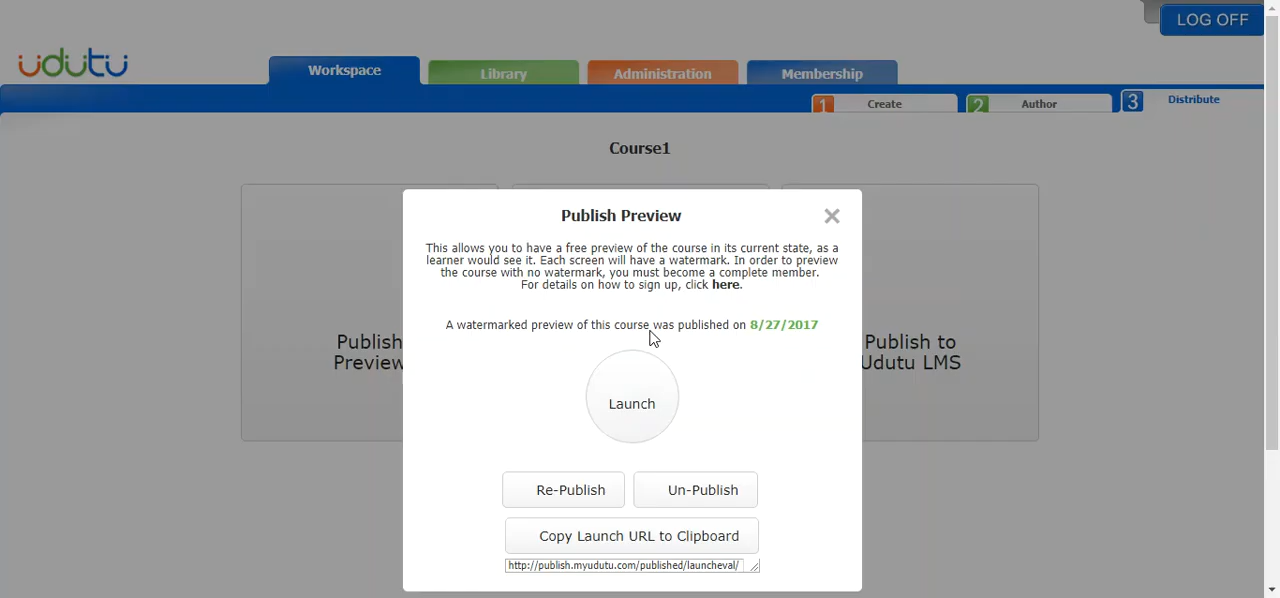 LOG OFF
udutu
Workspace
Library
Administration
Membership
1 Create
2 Author
3 Distribute
Course1
Publish Preview
This allows you to have a free preview of the course in its current state, as a
learner would see it. Each screen will have a watermark. In order to preview
the course with no watermark, you must become a complete member.
For details on how to sign up, click here.
A watermarked preview of this course was published on 8/27/2017
Publish
Preview
Publish to
Udutu LMS
Launch
Re-Publish
Un-Publish
Copy Launch URL to Clipboard
http://publish.myudutu.com/published/launcheval/